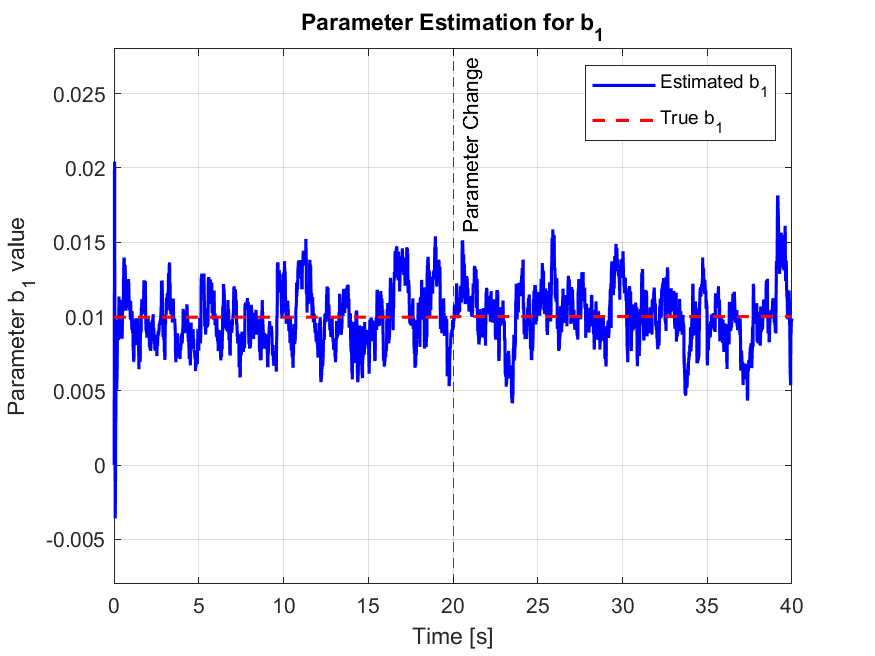 Parameter Estimation for b1
Parameter b1 value
0.025
0.02
0.015
0.01
0.005
0
-0.005
Parameter Change
Estimated b1
True b1
0 5 10 15 20 25 30 35 40
Time [s]